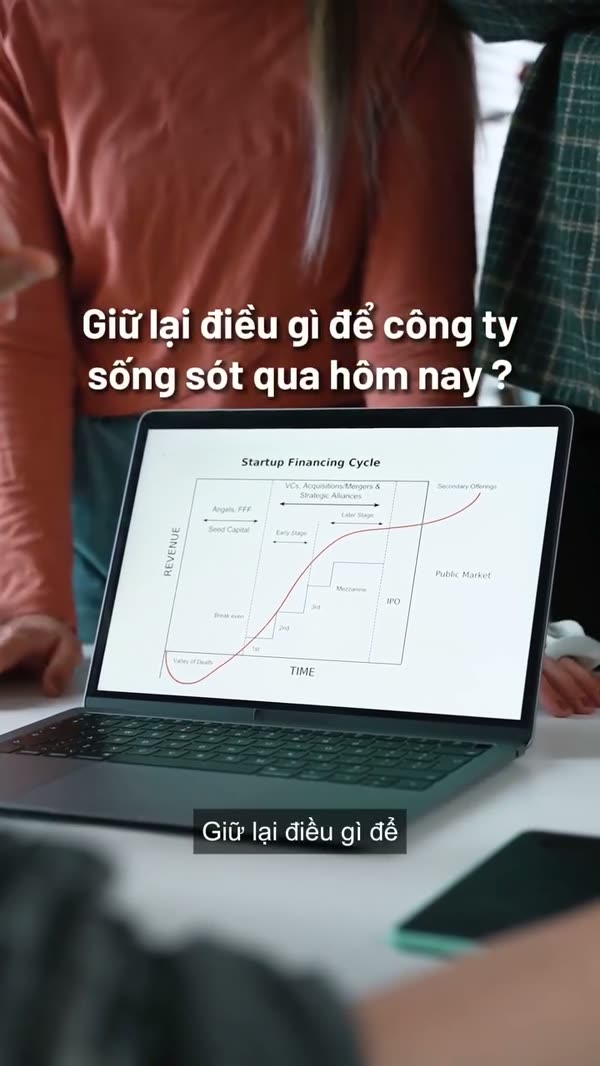 Giữ lại điều gì để công ty
sống sót qua hôm nay ?
Startup Financing Cycle
VCs, Acquisitions/Mergers &
Strategic Alliances
Secondary Offerings
Angels, FFF
Seed Capital
Early Stage
Later Stage
REVENUE
Public Market
Mezzanine
IPO
Break even
3rd
2nd
1st
Valley of Death
TIME
Giữ lại điều gì để